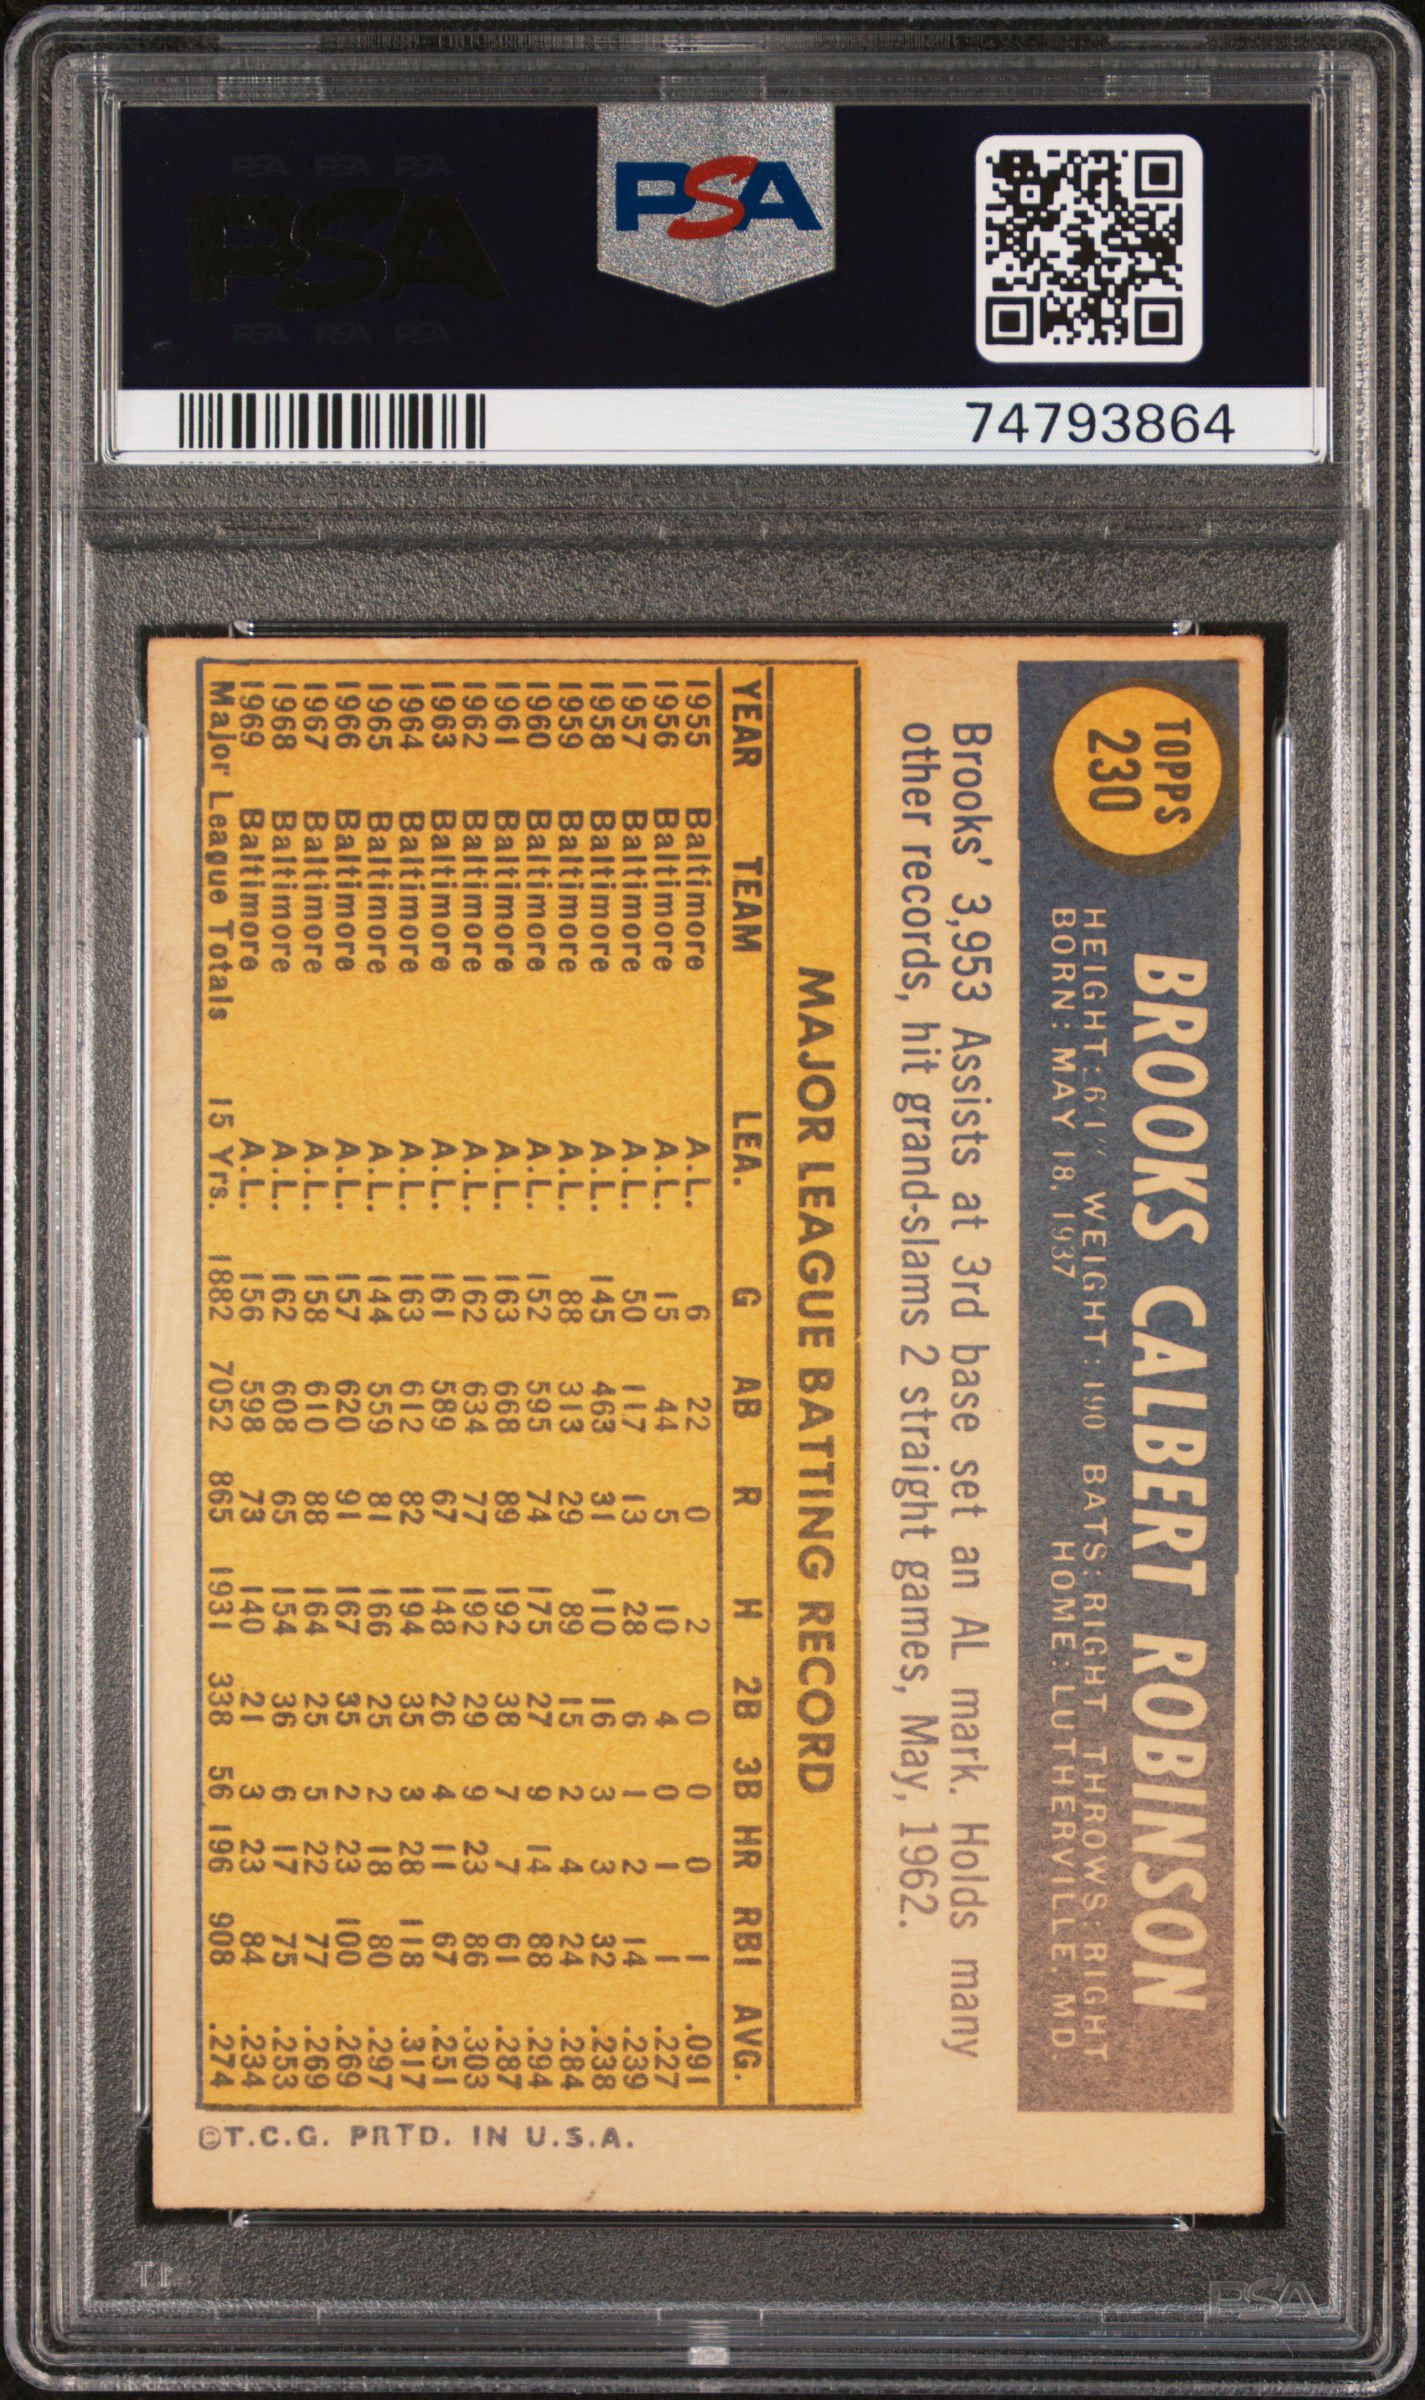 PSA PSA PSA
PSA
PSA PSA PSA
PSA
74793864
TOPPS
230
BROOKS CALBERT ROBINSON
HEIGHT: 6'1" WEIGHT: 190 BATS: RIGHT THROWS: RIGHT
BORN: MAY 18, 1937 HOME: LUTHERVILLE, MD.
Brooks' 3,953 Assists at 3rd base set an AL mark. Holds many
other records, hit grand-slams 2 straight games, May, 1962.
MAJOR LEAGUE BATTING RECORD
YEAR TEAM LEA. G AB R H 2B 3B HR RBI AVG.
1955 Baltimore A.L. 6 22 0 2 0 0 0 1 .091
1956 Baltimore A.L. 15 44 5 10 4 0 1 1 .227
1957 Baltimore A.L. 50 117 13 28 6 1 2 14 .239
1958 Baltimore A.L. 145 463 31 110 16 3 3 32 .238
1959 Baltimore A.L. 88 313 29 89 15 2 4 24 .284
1960 Baltimore A.L. 152 595 74 175 27 9 14 88 .294
1961 Baltimore A.L. 163 668 89 192 38 7 7 61 .287
1962 Baltimore A.L. 162 634 77 192 29 9 23 86 .303
1963 Baltimore A.L. 161 589 67 148 26 4 11 67 .251
1964 Baltimore A.L. 163 612 82 194 35 3 28 118 .317
1965 Baltimore A.L. 144 559 81 166 25 2 18 80 .297
1966 Baltimore A.L. 157 620 91 167 35 2 23 100 .269
1967 Baltimore A.L. 158 610 88 164 25 5 22 77 .269
1968 Baltimore A.L. 162 608 65 154 36 6 17 75 .253
1969 Baltimore A.L. 156 598 73 140 21 3 23 84 .234
Major League Totals 15 Yrs. 1882 7052 865 1931 338 56 196 908 .274
©T.C.G. PRTD. IN U.S.A.
PSA